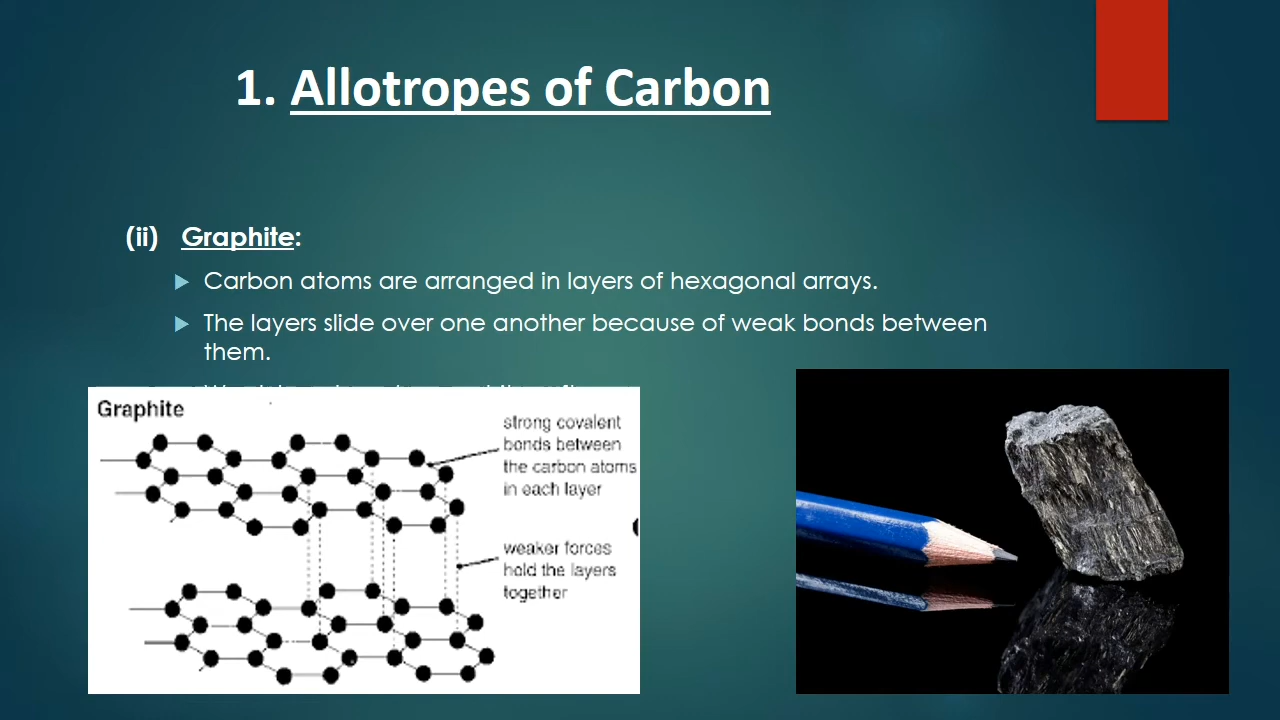 1. Allotropes of Carbon
(ii) Graphite:
Carbon atoms are arranged in layers of hexagonal arrays.
The layers slide over one another because of weak bonds between
them.
Graphite
strong covalent
bonds between
the carbon atoms
in each layer
weaker forces
hold the layers
together